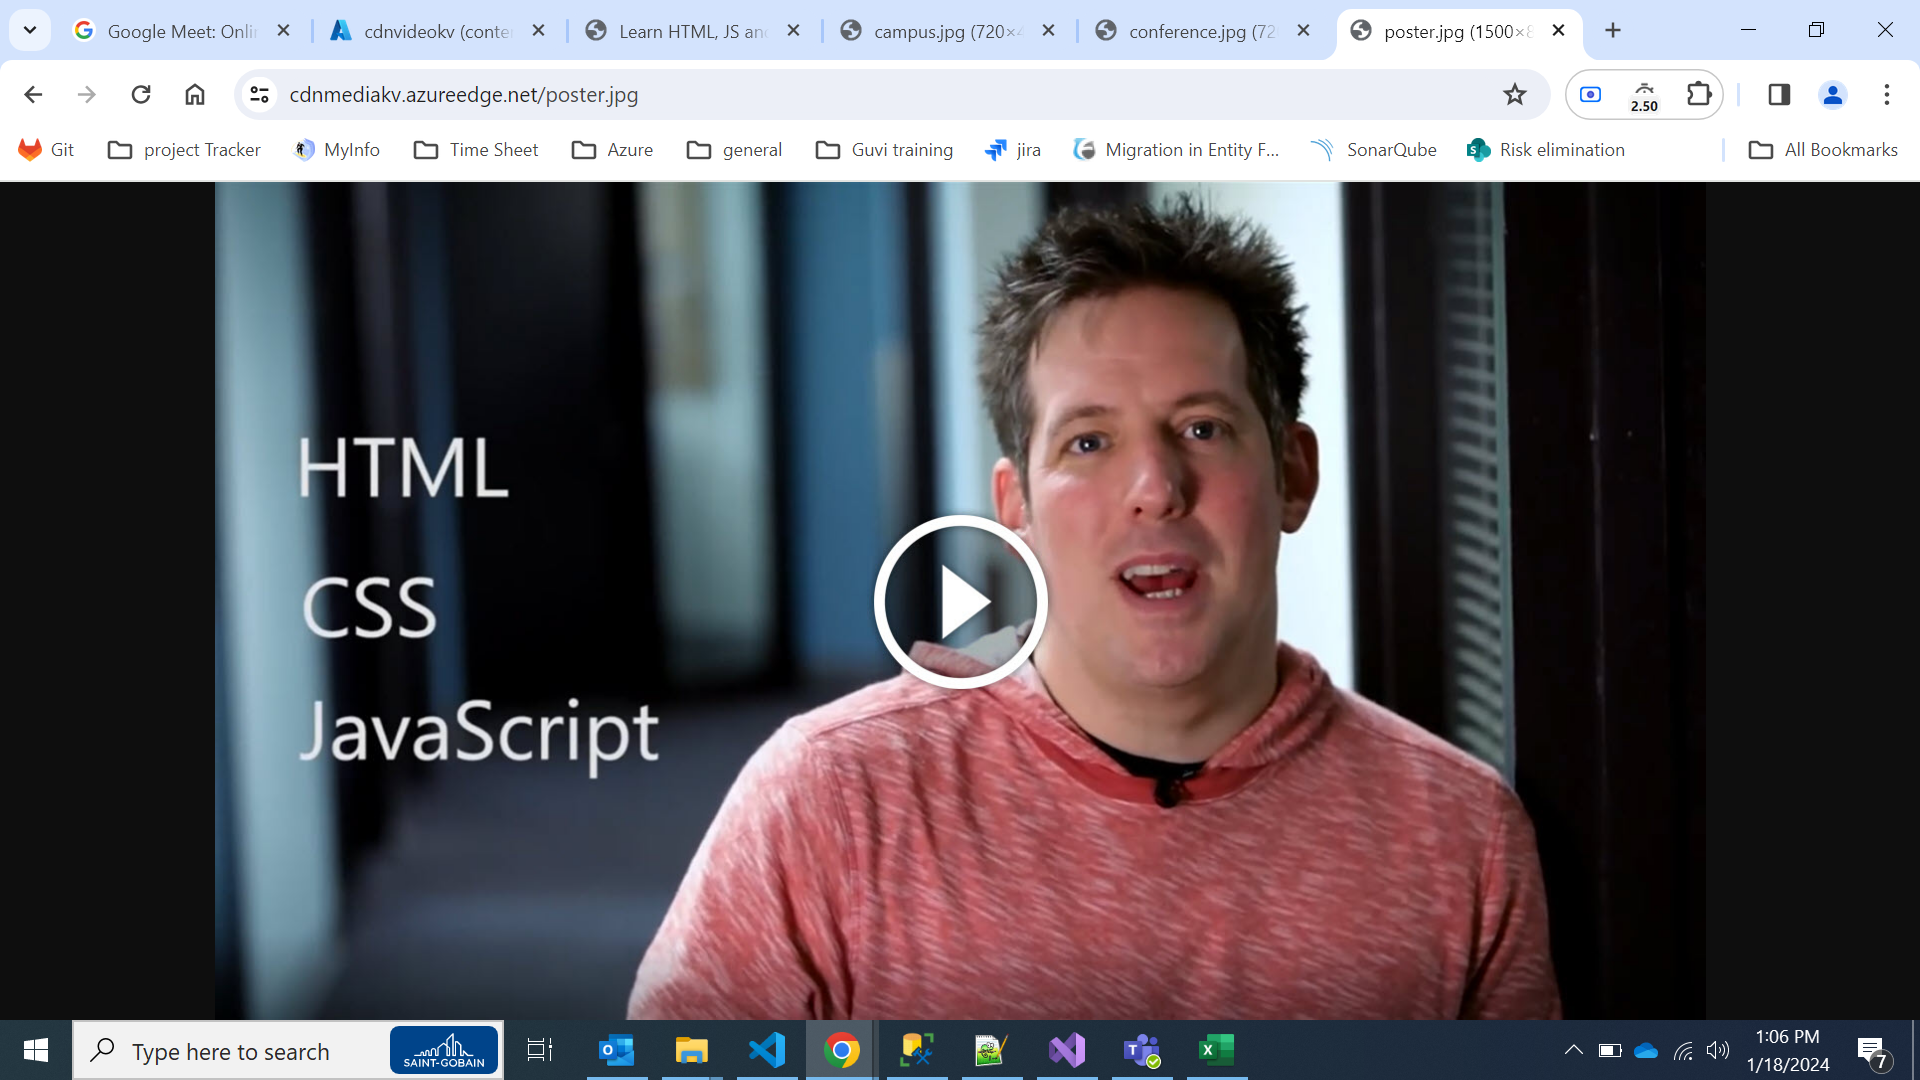 Google Meet: Onli
cdnvideokv (conte
Learn HTML, JS an
campus.jpg (720×4
conference.jpg (72
poster.jpg (1500×8
cdnmediakv.azureedge.net/poster.jpg
2.50
Git
project Tracker
MyInfo
Time Sheet
Azure
general
Guvi training
jira
Migration in Entity F...
SonarQube
Risk elimination
All Bookmarks
HTML
CSS
JavaScript
Type here to search
SAINT-GOBAIN
1:06 PM
1/18/2024
7